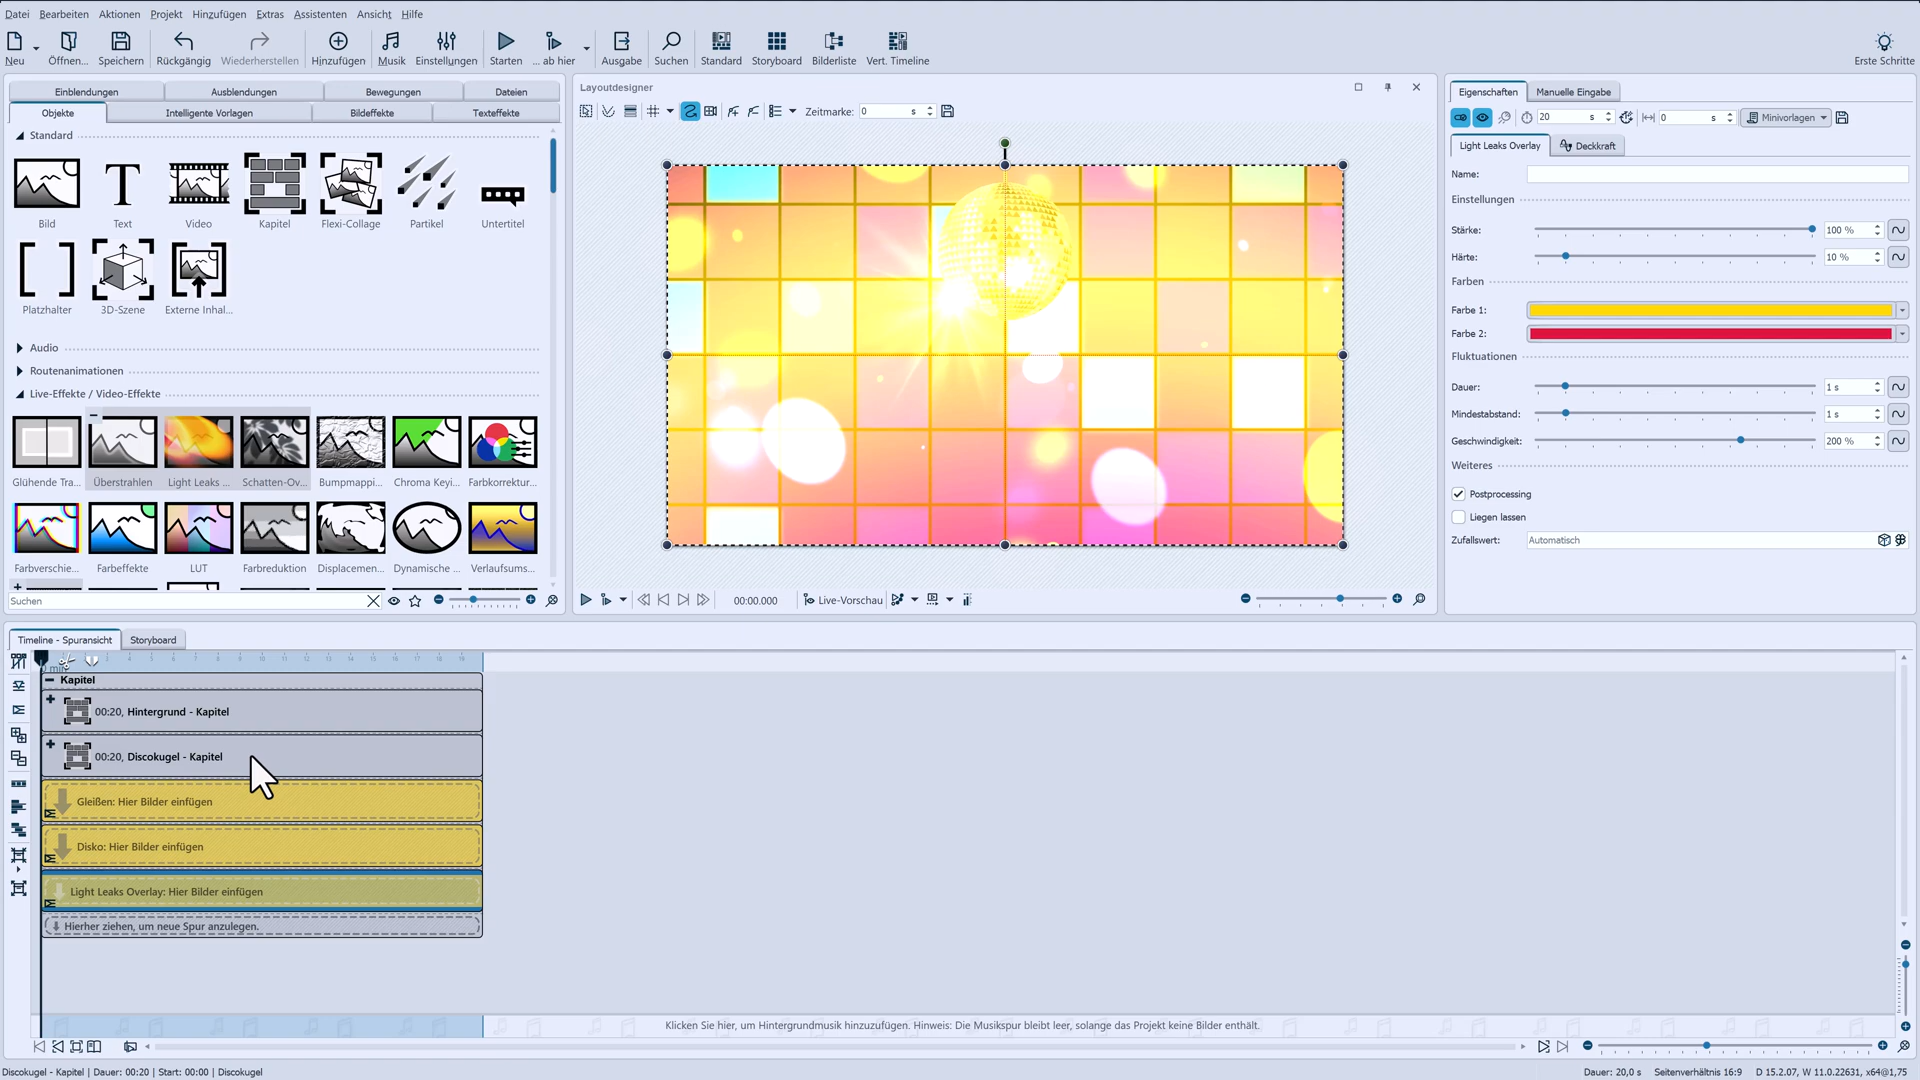 Datei Bearbeiten Aktionen Projekt Hinzufügen Extras Assistenten Ansicht Hilfe
Neu Öffnen... Speichern Rückgängig Wiederherstellen Hinzufügen Musik Einstellungen Starten ... ab hier Ausgabe Suchen Standard Storyboard Bilderliste Vert. Timeline Erste Schritte
Einblendungen Ausblendungen Bewegungen Dateien
Objekte Intelligente Vorlagen Bildeffekte Texteffekte
Standard
Bild Text Video Kapitel Flexi-Collage Partikel Untertitel
Platzhalter 3D-Szene Externe Inhal...
Audio
Routenanimationen
Live-Effekte / Video-Effekte
Glühende Tra... Überstrahlen Light Leaks ... Schatten-Ov... Bumpmappi... Chroma Keyi... Farbkorrektur...
Farbverschie... Farbeffekte LUT Farbreduktion Displacemen... Dynamische ... Verlaufsums...
Suchen
Layoutdesigner
Zeitmarke: 0 s
00:00.000 Live-Vorschau
Eigenschaften Manuelle Eingabe
20 s 0 s Minivorlagen
Light Leaks Overlay Deckkraft
Name:
Einstellungen
Stärke: 100 %
Härte: 10 %
Farben
Farbe 1:
Farbe 2:
Fluktuationen
Dauer: 1 s
Mindestabstand: 1 s
Geschwindigkeit: 200 %
Weiteres
Postprocessing
Liegen lassen
Zufallswert: Automatisch
Timeline - Spuransicht Storyboard
Kapitel
00:20, Hintergrund - Kapitel
00:20, Discokugel - Kapitel
Gleißen: Hier Bilder einfügen
Disko: Hier Bilder einfügen
Light Leaks Overlay: Hier Bilder einfügen
Hierher ziehen, um neue Spur anzulegen.
Klicken Sie hier, um Hintergrundmusik hinzuzufügen. Hinweis: Die Musikspur bleibt leer, solange das Projekt keine Bilder enthält.
Discokugel - Kapitel | Dauer: 00:20 | Start: 00:00 | Discokugel
Dauer: 20,0 s Seitenverhältnis 16:9 D 15.2.07, W 11.0.22631, x64@1,75